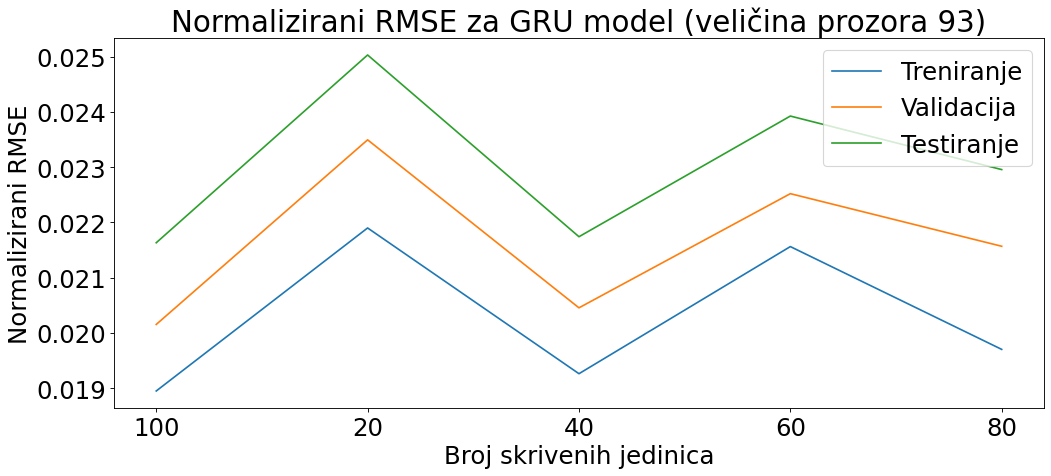 Normalizirani RMSE za GRU model (veličina prozora 93)
Normalizirani RMSE
0.025
0.024
0.023
0.022
0.021
0.020
0.019
Treniranje
Validacija
Testiranje
100 20 40 60 80
Broj skrivenih jedinica